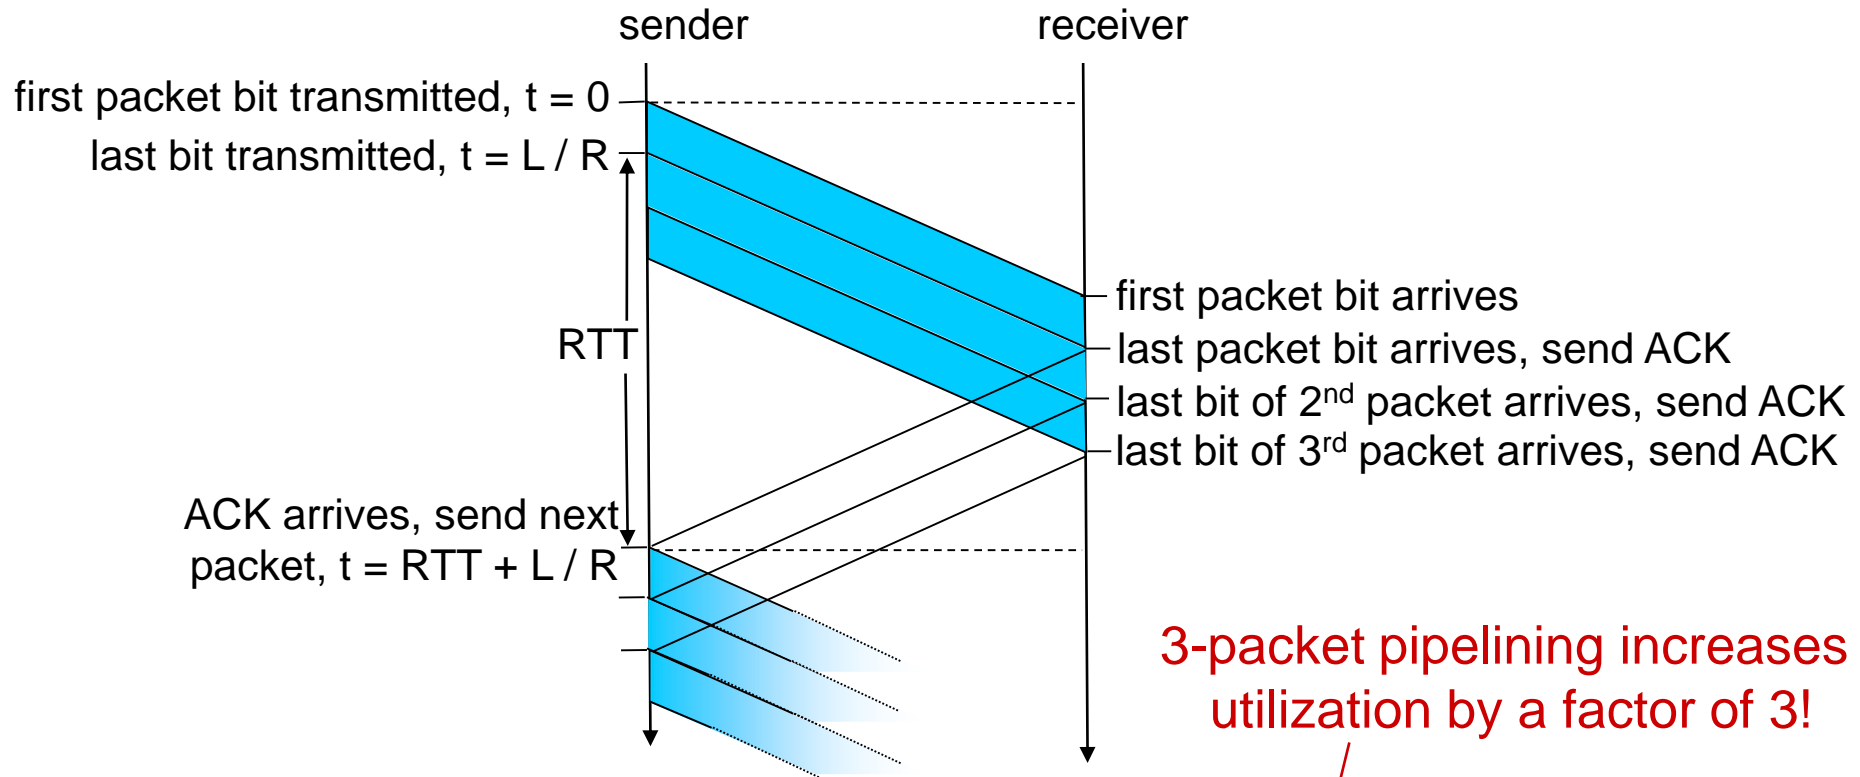 sender
receiver
first packet bit transmitted, t = 0
last bit transmitted, t = L / R
first packet bit arrives
RTT
last packet bit arrives, send ACK
last bit of 2nd packet arrives, send ACK
last bit of 3rd packet arrives, send ACK
ACK arrives, send next
packet, t = RTT + L / R
3-packet pipelining increases
utilization by a factor of 3!